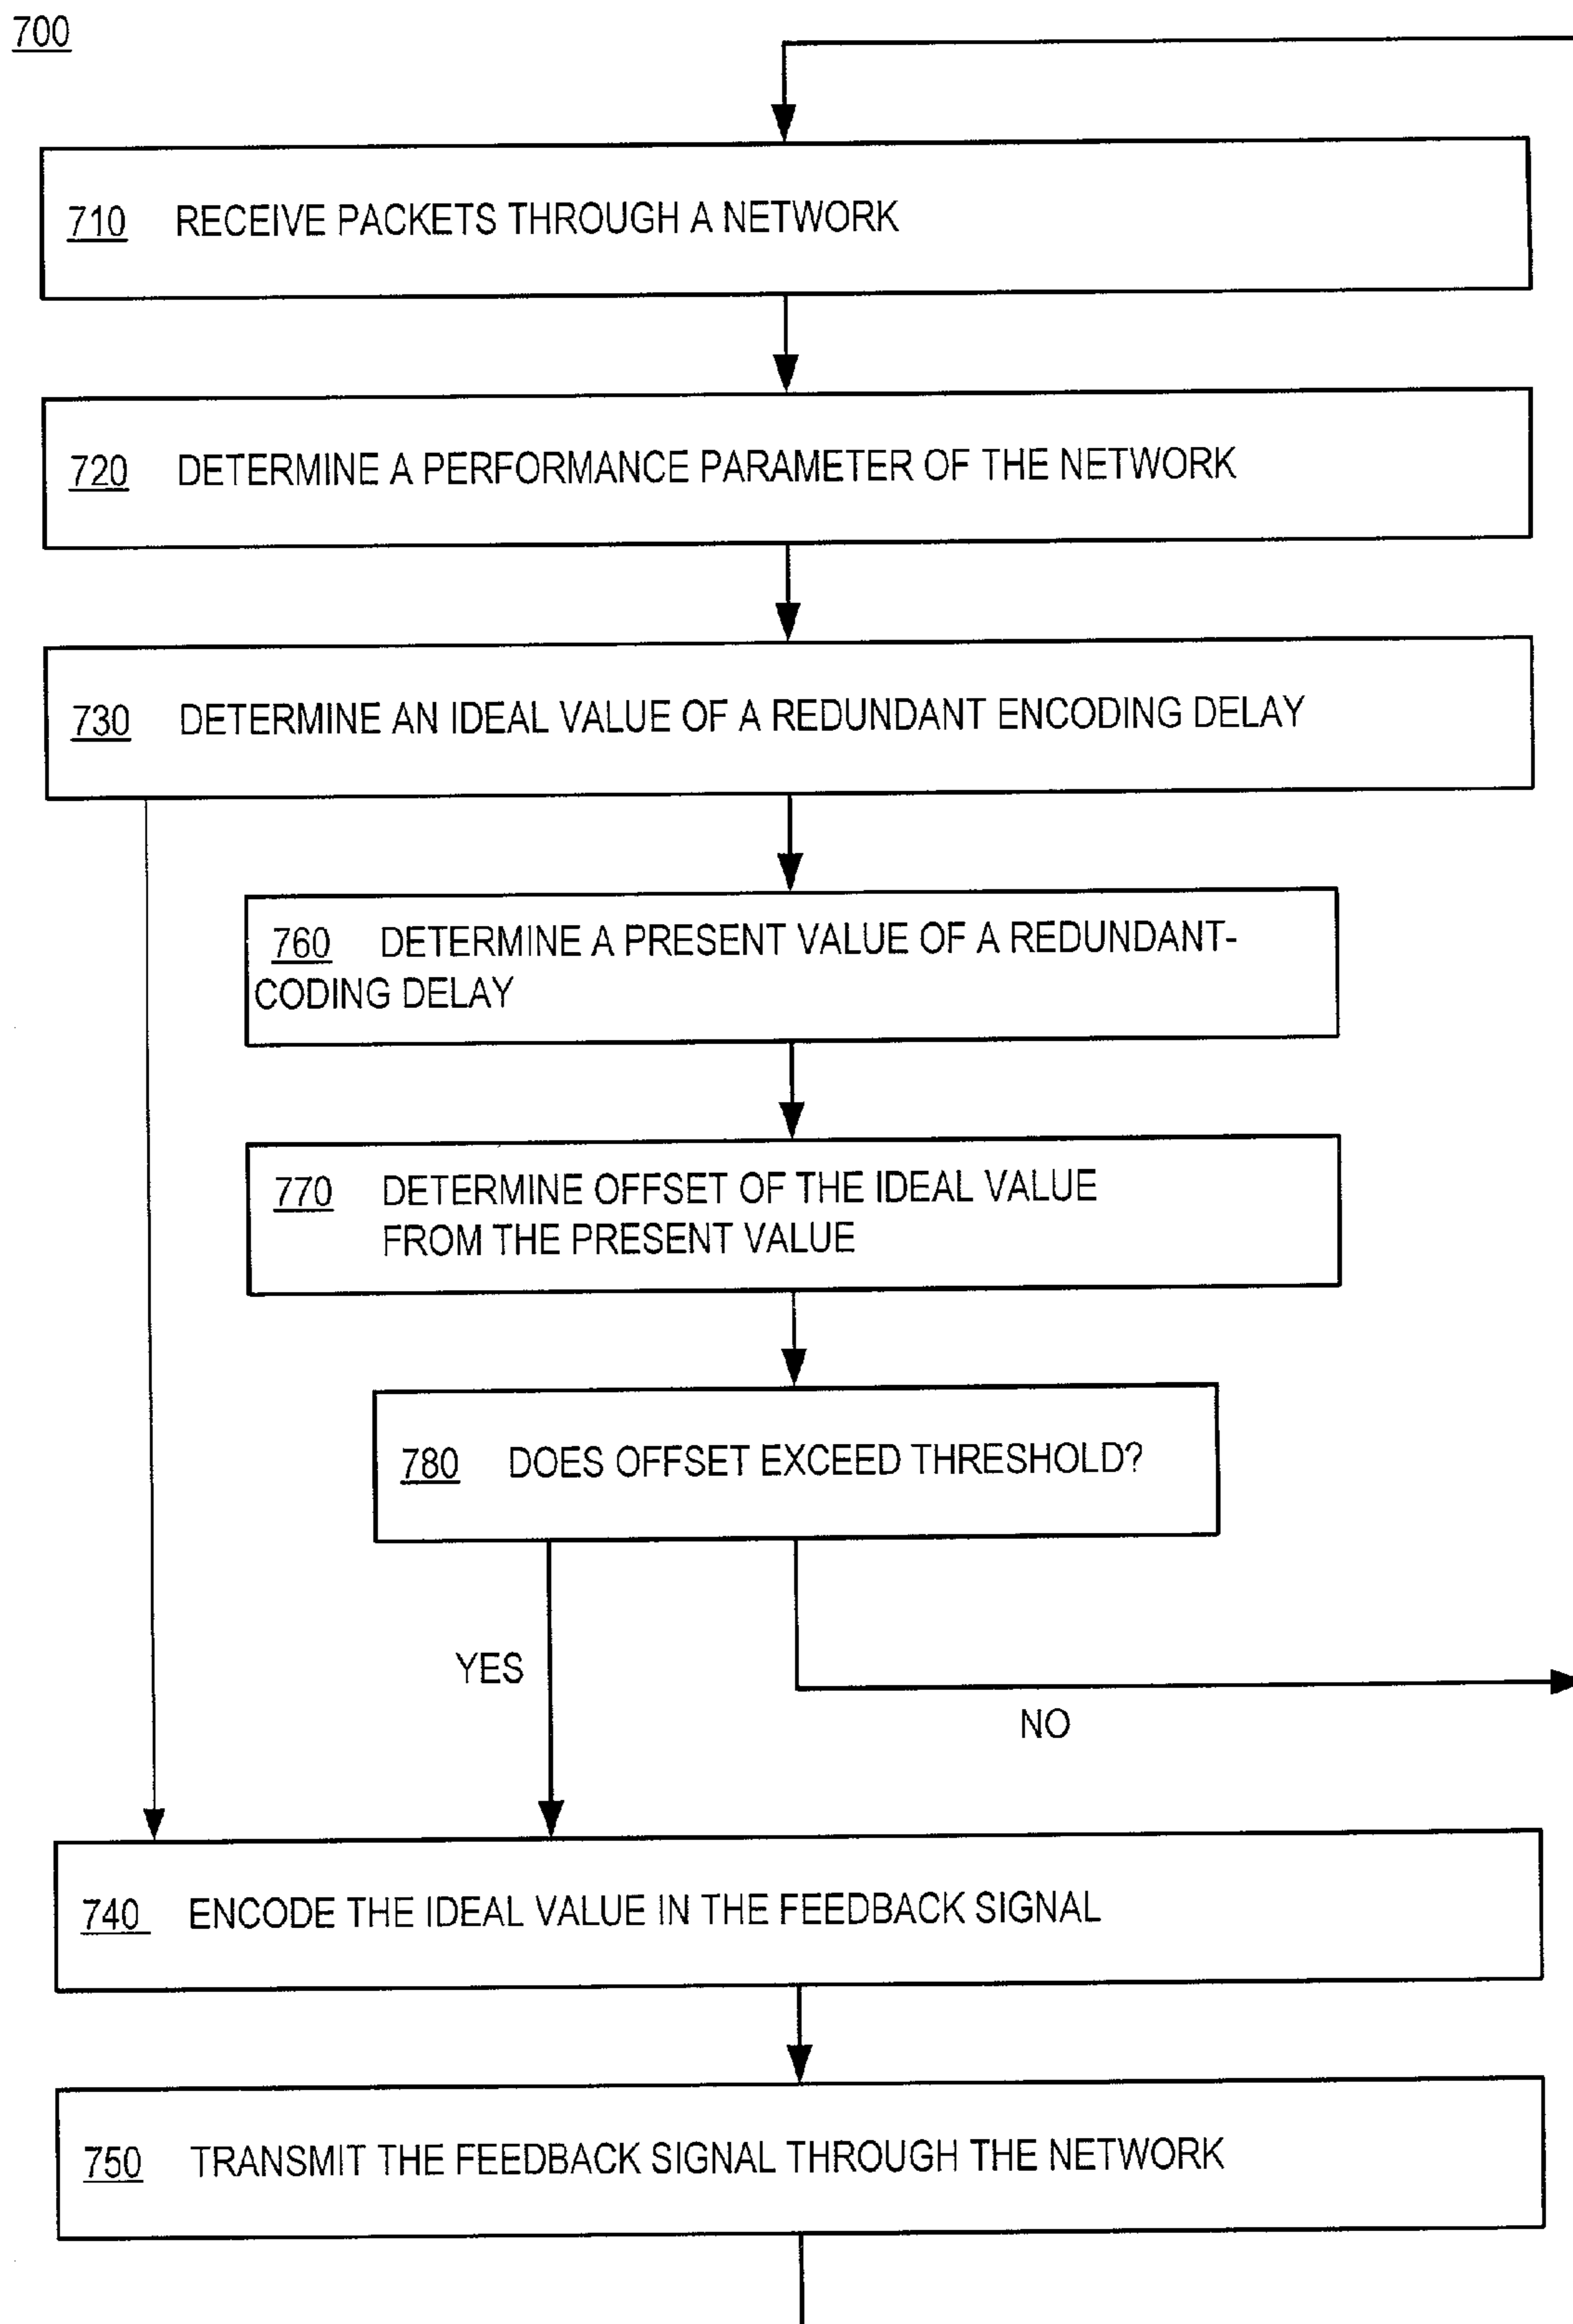 700
710 RECEIVE PACKETS THROUGH A NETWORK
720 DETERMINE A PERFORMANCE PARAMETER OF THE NETWORK
730 DETERMINE AN IDEAL VALUE OF A REDUNDANT ENCODING DELAY
760 DETERMINE A PRESENT VALUE OF A REDUNDANT-
CODING DELAY
770 DETERMINE OFFSET OF THE IDEAL VALUE
FROM THE PRESENT VALUE
780 DOES OFFSET EXCEED THRESHOLD?
YES
NO
740 ENCODE THE IDEAL VALUE IN THE FEEDBACK SIGNAL
750 TRANSMIT THE FEEDBACK SIGNAL THROUGH THE NETWORK